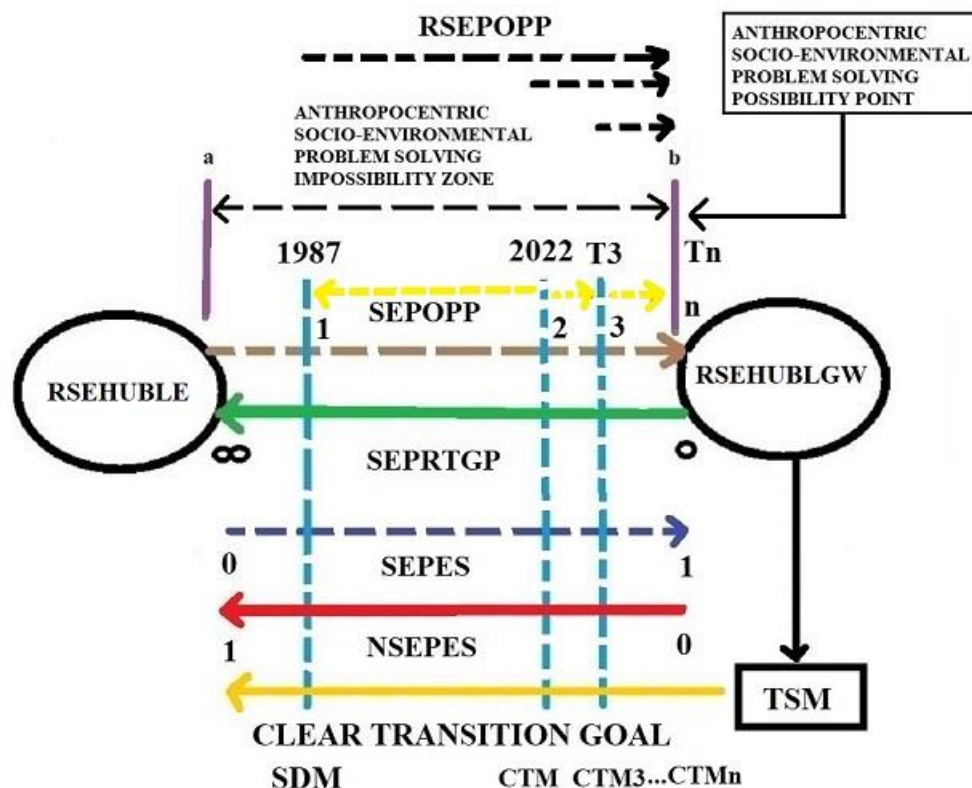 RSEPOPP
ANTHROPOCENTRIC
SOCIO-ENVIRONMENTAL
PROBLEM SOLVING
POSSIBILITY POINT
ANTHROPOCENTRIC
SOCIO-ENVIRONMENTAL
PROBLEM SOLVING
IMPOSSIBILITY ZONE
a
b
1987
2022
T3
Tn
SEPOPP
n
1
2
3
RSEHUBLE
RSEHUBLGW
∞
SEPRTGP
0
0
SEPES
1
1
NSEPES
0
TSM
CLEAR TRANSITION GOAL
SDM
CTM
CTM3...CTMn